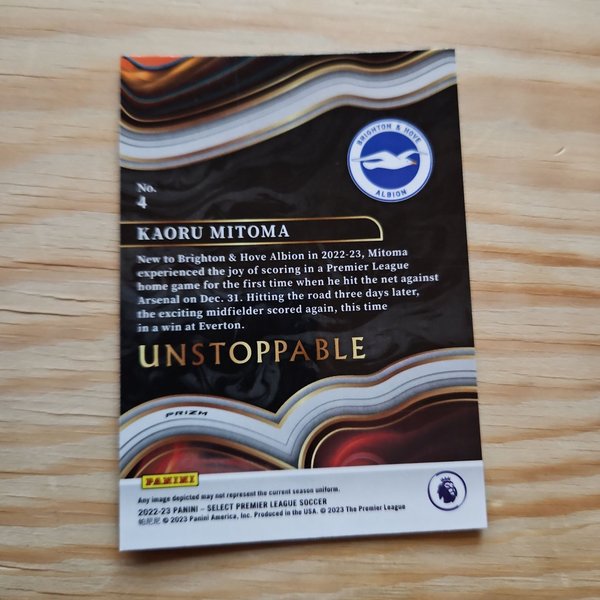 BRIGHTON & HOVE
ALBION
No.
4
KAORU MITOMA
New to Brighton & Hove Albion in 2022-23, Mitoma
experienced the joy of scoring in a Premier League
home game for the first time when he hit the net against
Arsenal on Dec. 31. Hitting the road three days later,
the exciting midfielder scored again, this time
in a win at Everton.
UNSTOPPABLE
PRIZM
PANINI
Any image depicted may not represent the current season uniform.
2022-23 PANINI – SELECT PREMIER LEAGUE SOCCER
帕尼尼 © 2023 Panini America, Inc. Produced in the USA. © 2023 The Premier League